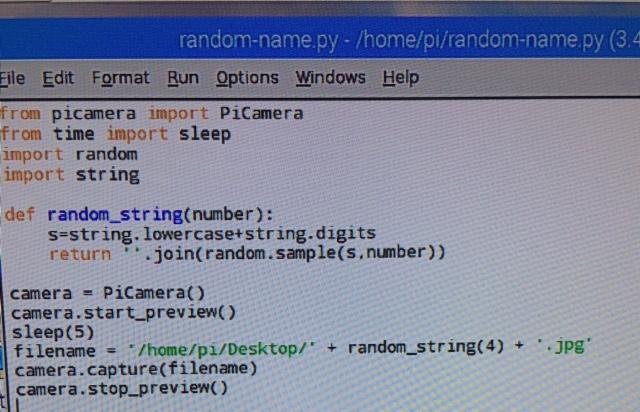 random-name.py - /home/pi/random-name.py (3.4
File Edit Format Run Options Windows Help
from picamera import PiCamera
from time import sleep
import random
import string
def random_string(number):
s=string.lowercase+string.digits
return ''.join(random.sample(s,number))
camera = PiCamera()
camera.start_preview()
sleep(5)
filename = '/home/pi/Desktop/' + random_string(4) + '.jpg'
camera.capture(filename)
camera.stop_preview()